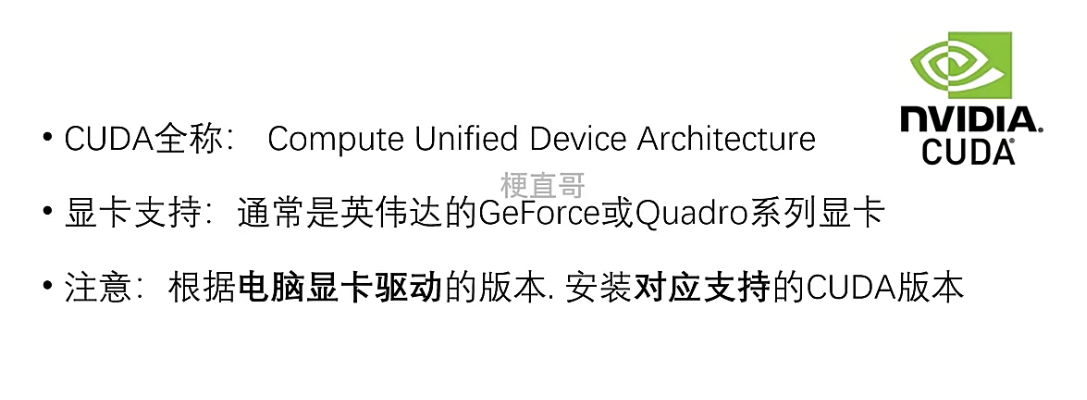 NVIDIA.
CUDA®
• CUDA全称： Compute Unified Device Architecture
梗直哥
• 显卡支持：通常是英伟达的GeForce或Quadro系列显卡
• 注意：根据电脑显卡驱动的版本. 安装对应支持的CUDA版本